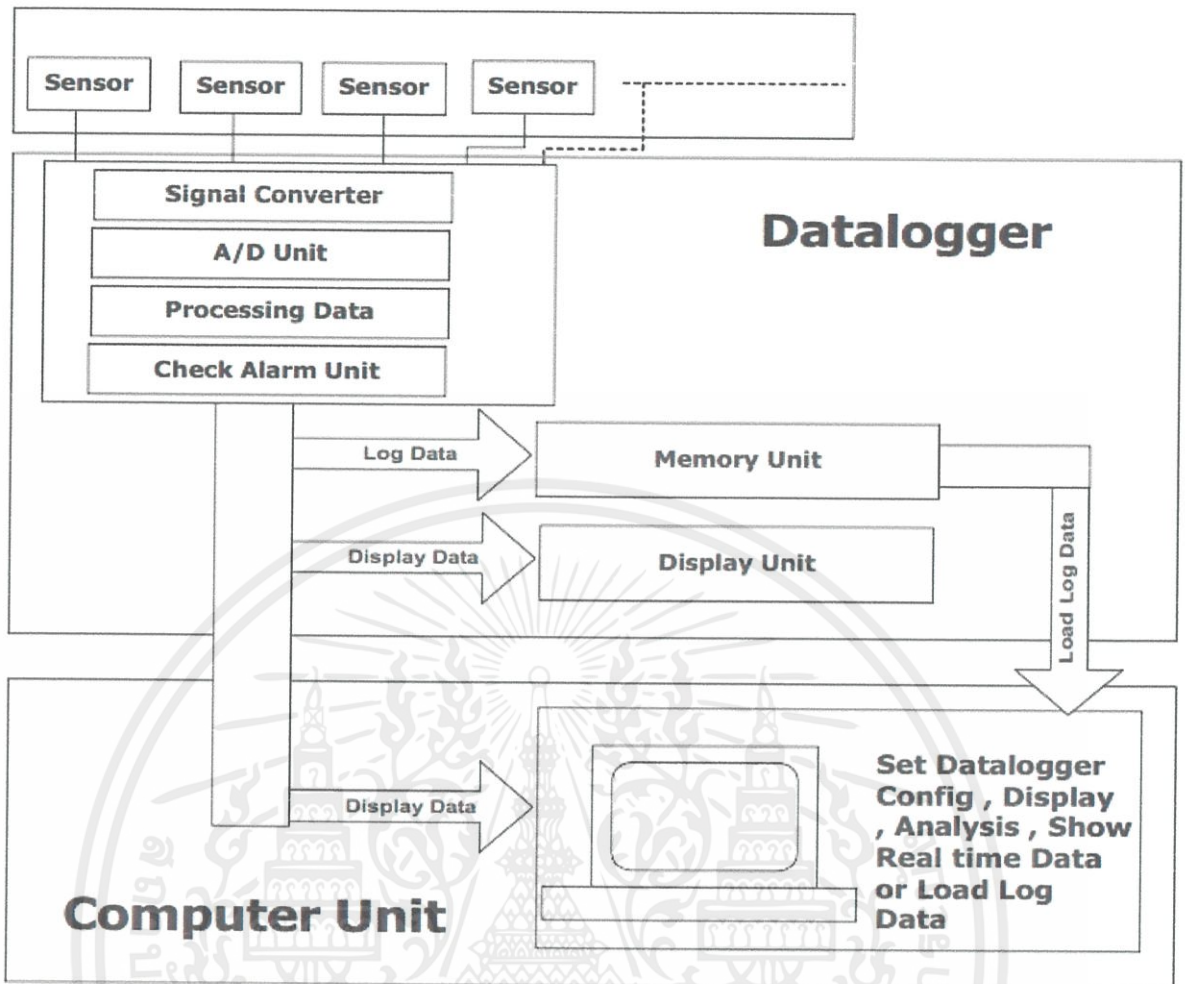 Sensor
Sensor
Sensor
Sensor
Signal Converter
A/D Unit
Processing Data
Check Alarm Unit
Datalogger
Log Data
Memory Unit
Display Data
Display Unit
Load Log Data
Display Data
Set Datalogger
Config , Display
, Analysis , Show
Real time Data
or Load Log
Data
Computer Unit